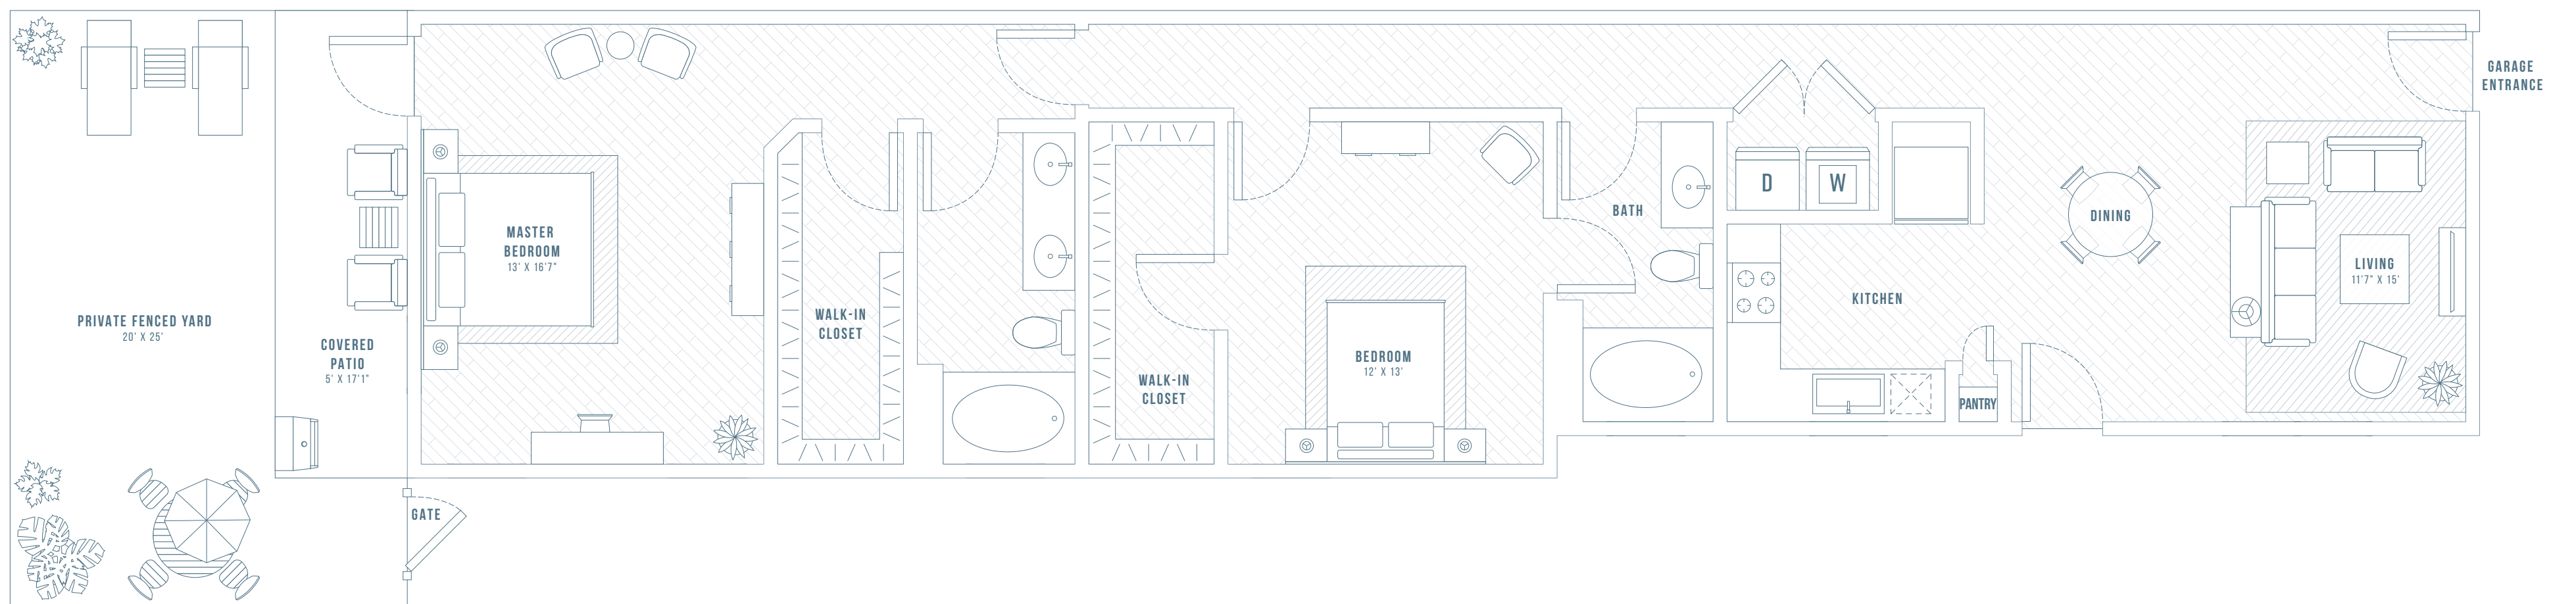 GARAGE
ENTRANCE
D
W
BATH
DINING
MASTER
BEDROOM
13' X 16'7"
LIVING
11'7" X 15'
KITCHEN
WALK-IN
CLOSET
PRIVATE FENCED YARD
20' X 25'
COVERED
PATIO
5' X 17'1"
BEDROOM
12' X 13'
WALK-IN
CLOSET
PANTRY
GATE